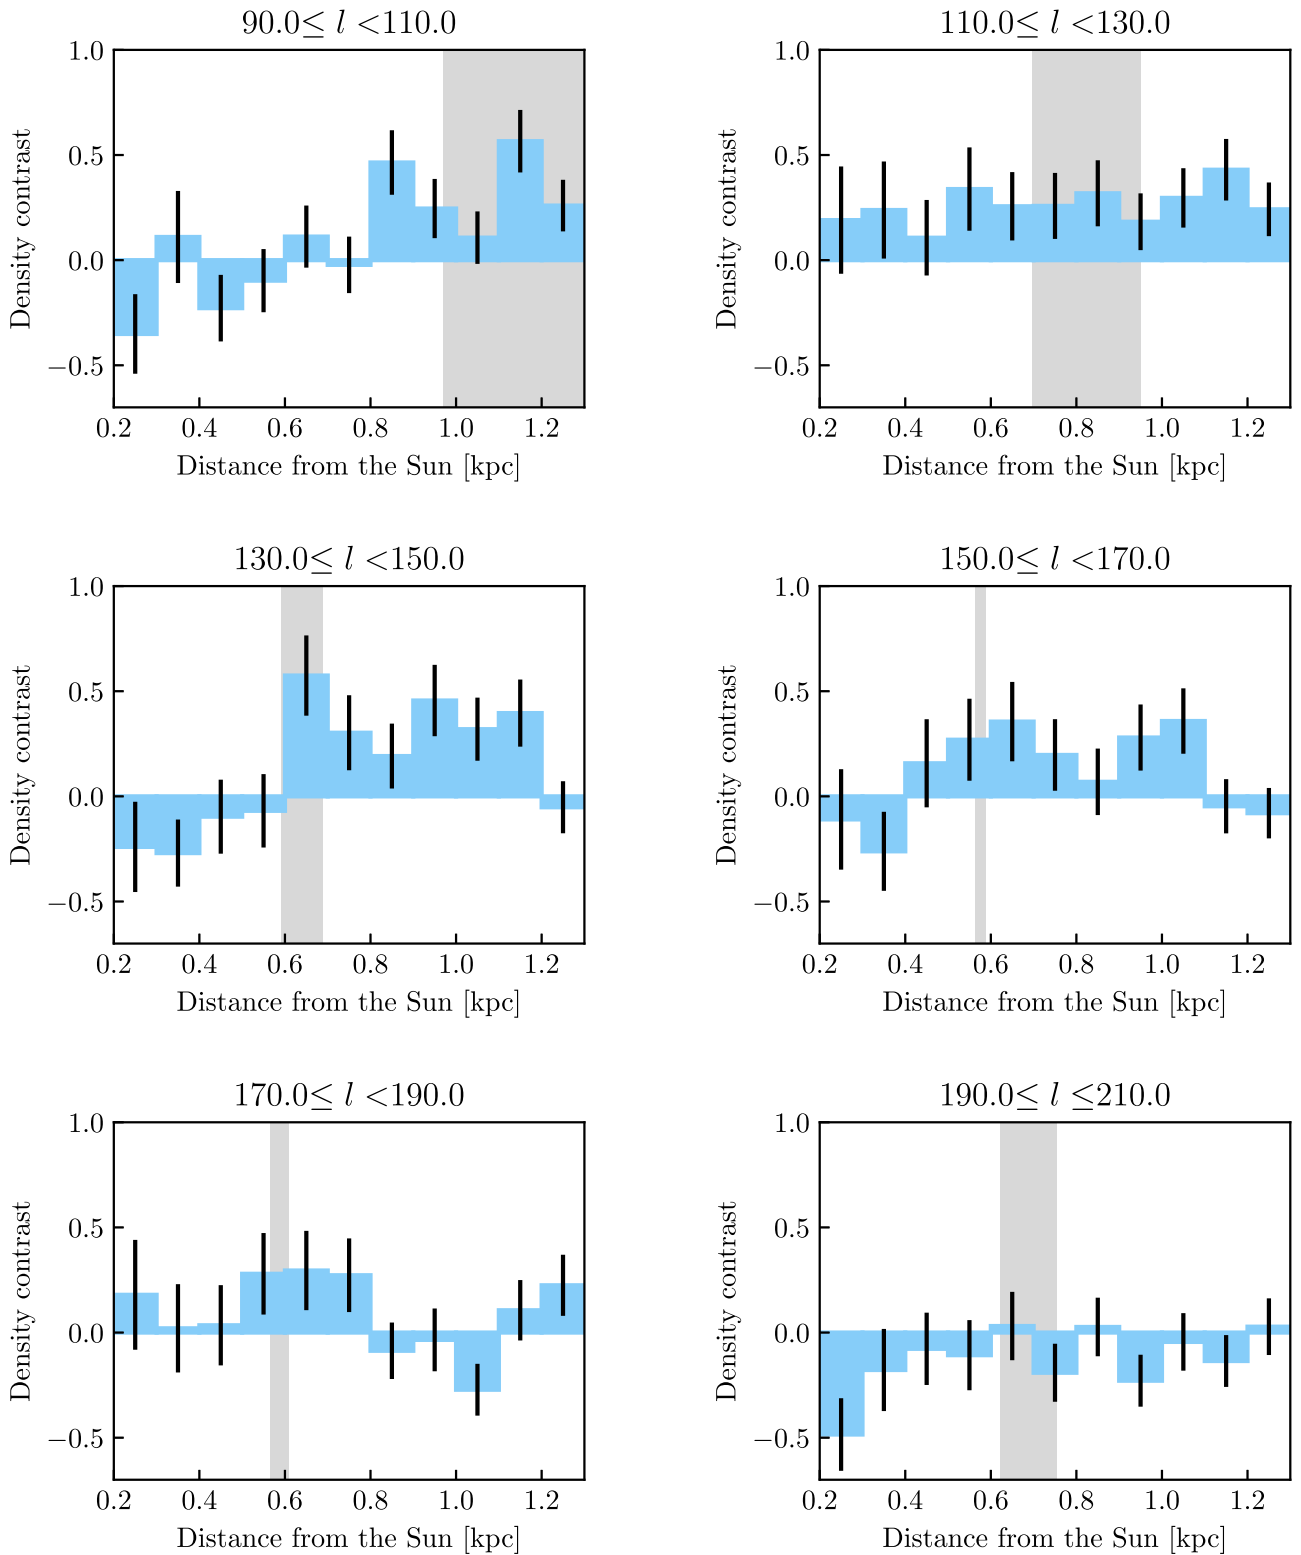 90.0≤ l <110.0
1.0
0.5
0.0
−0.5
Density contrast
0.2 0.4 0.6 0.8 1.0 1.2
Distance from the Sun [kpc]
110.0≤ l <130.0
1.0
0.5
0.0
−0.5
Density contrast
0.2 0.4 0.6 0.8 1.0 1.2
Distance from the Sun [kpc]
130.0≤ l <150.0
1.0
0.5
0.0
−0.5
Density contrast
0.2 0.4 0.6 0.8 1.0 1.2
Distance from the Sun [kpc]
150.0≤ l <170.0
1.0
0.5
0.0
−0.5
Density contrast
0.2 0.4 0.6 0.8 1.0 1.2
Distance from the Sun [kpc]
170.0≤ l <190.0
1.0
0.5
0.0
−0.5
Density contrast
0.2 0.4 0.6 0.8 1.0 1.2
Distance from the Sun [kpc]
190.0≤ l ≤210.0
1.0
0.5
0.0
−0.5
Density contrast
0.2 0.4 0.6 0.8 1.0 1.2
Distance from the Sun [kpc]